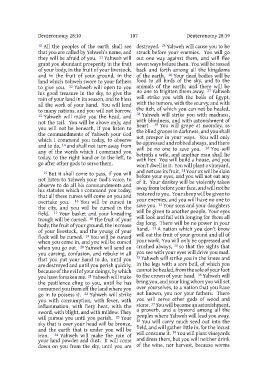 Deuteronomy 28:10
187
Deuteronomy 28:39
10 All the peoples of the earth shall see
that you are called by Yahweh's name, and
they will be afraid of you. 11 Yahweh will
grant you abundant prosperity in the fruit
of your body, in the fruit of your livestock,
and in the fruit of your ground, in the
land which Yahweh swore to your fathers
to give you. 12 Yahweh will open to you
his good treasure in the sky, to give the
rain of your land in its season, and to bless
all the work of your hand. You will lend
to many nations, and you will not borrow.
13 Yahweh will make you the head, and
not the tail. You will be above only, and
you will not be beneath, if you listen to
the commandments of Yahweh your God
which I command you today, to observe
and to do, 14 and shall not turn away from
any of the words which I command you
today, to the right hand or to the left, to
go after other gods to serve them.
15 But it shall come to pass, if you will
not listen to Yahweh your God's voice, to
observe to do all his commandments and
his statutes which I command you today,
that all these curses will come on you and
overtake you. 16 You will be cursed in
the city, and you will be cursed in the
field. 17 Your basket and your kneading
trough will be cursed. 18 The fruit of your
body, the fruit of your ground, the increase
of your livestock, and the young of your
flock will be cursed. 19 You will be cursed
when you come in, and you will be cursed
when you go out. 20 Yahweh will send on
you cursing, confusion, and rebuke in all
that you put your hand to do, until you
are destroyed and until you perish quickly,
because of the evil of your doings, by which
you have forsaken me. 21 Yahweh will make
the pestilence cling to you, until he has
consumed you from off the land where you
go in to possess it. 22 Yahweh will strike
you with consumption, with fever, with
inflammation, with fiery heat, with the
sword, with blight, and with mildew. They
will pursue you until you perish. 23 Your
sky that is over your head will be bronze,
and the earth that is under you will be
iron. 24 Yahweh will make the rain of
your land powder and dust. It will come
down on you from the sky, until you are
destroyed. 25 Yahweh will cause you to be
struck before your enemies. You will go
out one way against them, and will flee
seven ways before them. You will be tossed
back and forth among all the kingdoms
of the earth. 26 Your dead bodies will be
food to all birds of the sky, and to the
animals of the earth; and there will be
no one to frighten them away. 27 Yahweh
will strike you with the boils of Egypt,
with the tumors, with the scurvy, and with
the itch, of which you can not be healed.
28 Yahweh will strike you with madness,
with blindness, and with astonishment of
heart. 29 You will grope at noonday, as
the blind gropes in darkness, and you shall
not prosper in your ways. You will only
be oppressed and robbed always, and there
will be no one to save you. 30 You will
betroth a wife, and another man shall lie
with her. You will build a house, and you
won't dwell in it. You will plant a vineyard,
and not use its fruit. 31 Your ox will be slain
before your eyes, and you will not eat any
of it. Your donkey will be violently taken
away from before your face, and will not be
restored to you. Your sheep will be given to
your enemies, and you will have no one to
save you. 32 Your sons and your daughters
will be given to another people. Your eyes
will look and fail with longing for them all
day long. There will be no power in your
hand. 33 A nation which you don't know
will eat the fruit of your ground and all of
your work. You will only be oppressed and
crushed always, 34 so that the sights that
you see with your eyes will drive you mad.
35 Yahweh will strike you in the knees and
in the legs with a sore boil, of which you
cannot be healed, from the sole of your foot
to the crown of your head. 36 Yahweh will
bring you, and your king whom you will set
over yourselves, to a nation that you have
not known, you nor your fathers. There
you will serve other gods of wood and
stone. 37 You will become an astonishment,
a proverb, and a byword among all the
peoples where Yahweh will lead you away.
38 You will carry much seed out into the
field, and will gather little in, for the locust
will consume it. 39 You will plant vineyards
and dress them, but you will neither drink
of the wine, nor harvest, because worms